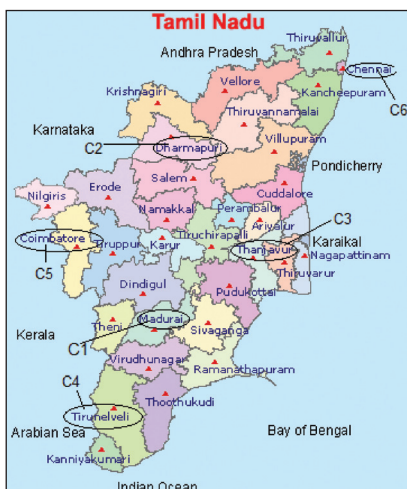 Tamil Nadu
Thiruvallur
Andhra Pradesh
Chennai
Vellore
Krishnagiri
Kancheepuram
Thiruvannamalai
C6
Karnataka
C2
Dharmapuri
Villupuram
Pondicherry
Salem
Erode
Nilgiris
Cuddalore
Namakkal
Perambalur
C3
Ariyalur
Coimbatore
Tiruppur
Karur
Tiruchirapalli
Thanjavur
Karaikal
Nagapattinam
C5
Thiruvarur
Dindigul
Pudukottai
Kerala
Theni
Madurai
Sivaganga
C1
Virudhunagar
Ramanathapuram
C4
Thoothukudi
Tirunelveli
Arabian Sea
Bay of Bengal
Kanniyakumari
Indian Ocean